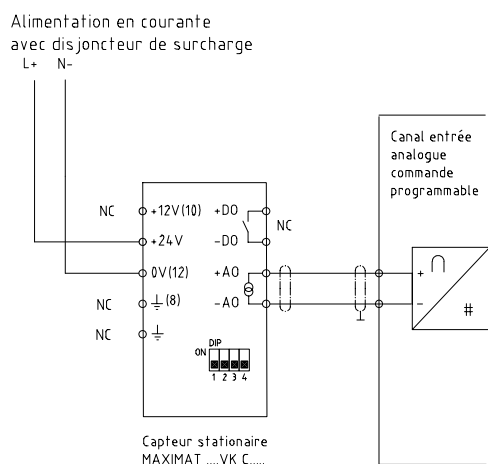 Alimentation en courante
avec disjoncteur de surcharge
L+ N-
Canal entrée
analogue
commande
programmable
NC +12V(10) +DO
NC
+24V -DO
0V(12) +AO +
NC (8) -AO -
#
NC
DIP
ON
1 2 3 4
Capteur stationaire
MAXIMAT ....VK C.....